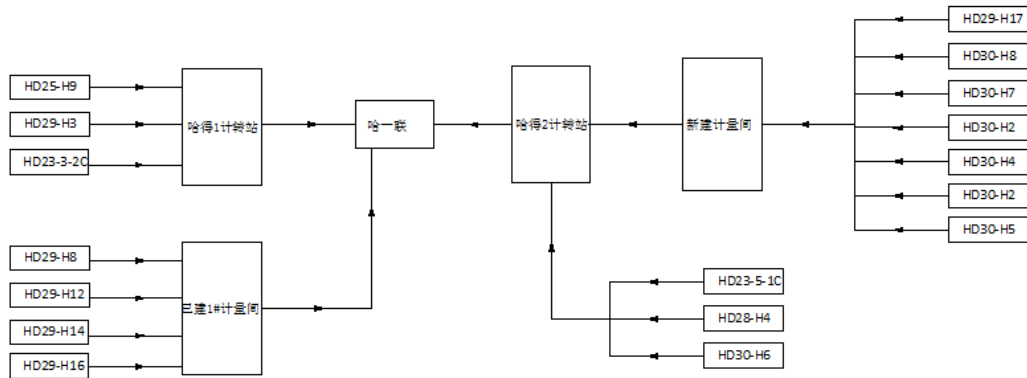 HD25-H9
HD29-H3
HD23-3-2C
哈得1计转站
哈一联
HD29-H8
HD29-H12
HD29-H14
HD29-H16
已建1#计量间
哈得2计转站
新建计量间
HD29-H17
HD30-H8
HD30-H7
HD30-H2
HD30-H4
HD30-H2
HD30-H5
HD23-5-1C
HD28-H4
HD30-H6